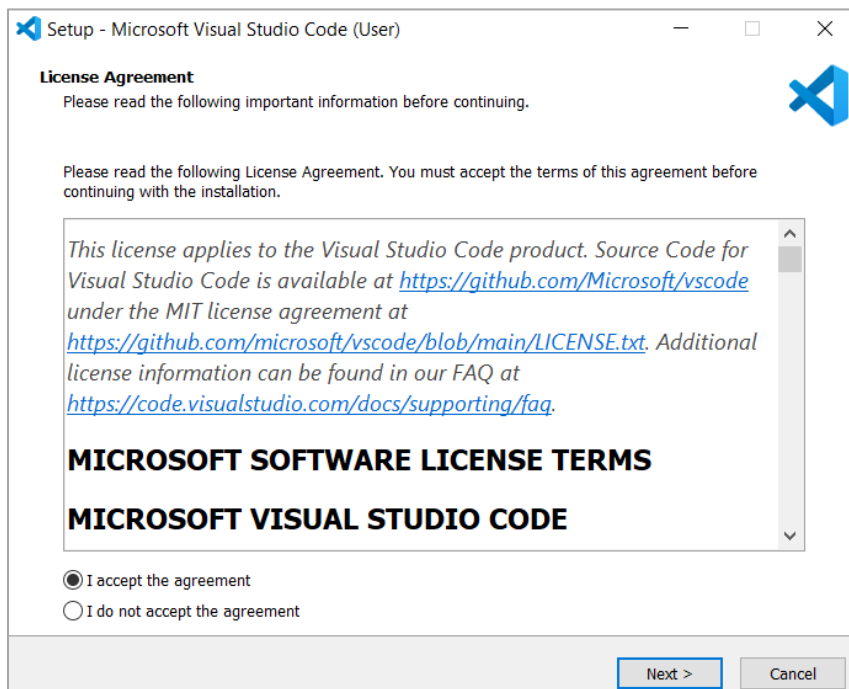 Setup - Microsoft Visual Studio Code (User)
License Agreement
Please read the following important information before continuing.
Please read the following License Agreement. You must accept the terms of this agreement before
continuing with the installation.
This license applies to the Visual Studio Code product. Source Code for
Visual Studio Code is available at https://github.com/Microsoft/vscode
under the MIT license agreement at
https://github.com/microsoft/vscode/blob/main/LICENSE.txt. Additional
license information can be found in our FAQ at
https://code.visualstudio.com/docs/supporting/faq.
MICROSOFT SOFTWARE LICENSE TERMS
MICROSOFT VISUAL STUDIO CODE
I accept the agreement
I do not accept the agreement
Next > Cancel